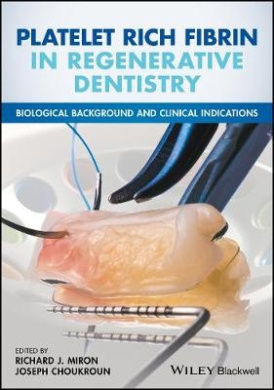 PLATELET RICH FIBRIN
IN REGENERATIVE
DENTISTRY
BIOLOGICAL BACKGROUND AND CLINICAL INDICATIONS
EDITED BY
RICHARD J. MIRON
JOSEPH CHOUKROUN
WILEY Blackwell